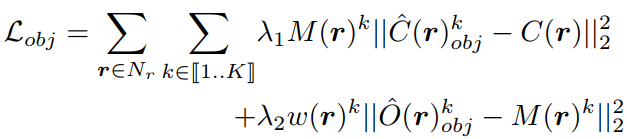 $\mathcal{L}_{obj} = \sum_{\boldsymbol{r} \in N_r} \sum_{k \in [\![1..K]\!]} \lambda_1 M(\boldsymbol{r})^k ||\hat{C}(\boldsymbol{r})^k_{obj} - C(\boldsymbol{r})||^2_2$
$+ \lambda_2 w(\boldsymbol{r})^k ||\hat{O}(\boldsymbol{r})^k_{obj} - M(\boldsymbol{r})^k||^2_2$